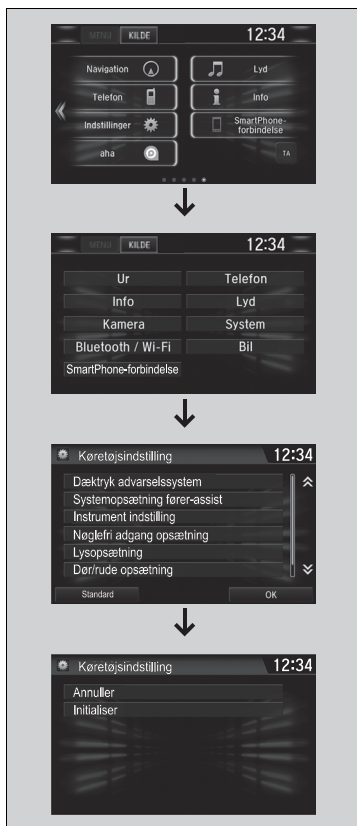 MENU KILDE 12:34
Navigation Lyd
Telefon Info
Indstillinger SmartPhone-
forbindelse
aha TA
MENU KILDE 12:34
Ur Telefon
Info Lyd
Kamera System
Bluetooth / Wi-Fi Bil
SmartPhone-forbindelse
Køretøjsindstilling 12:34
Dæktryk advarselssystem
Systemopsætning fører-assist
Instrument indstilling
Nøglefri adgang opsætning
Lysopsætning
Dør/rude opsætning
Standard OK
Køretøjsindstilling 12:34
Annuller
Initialiser